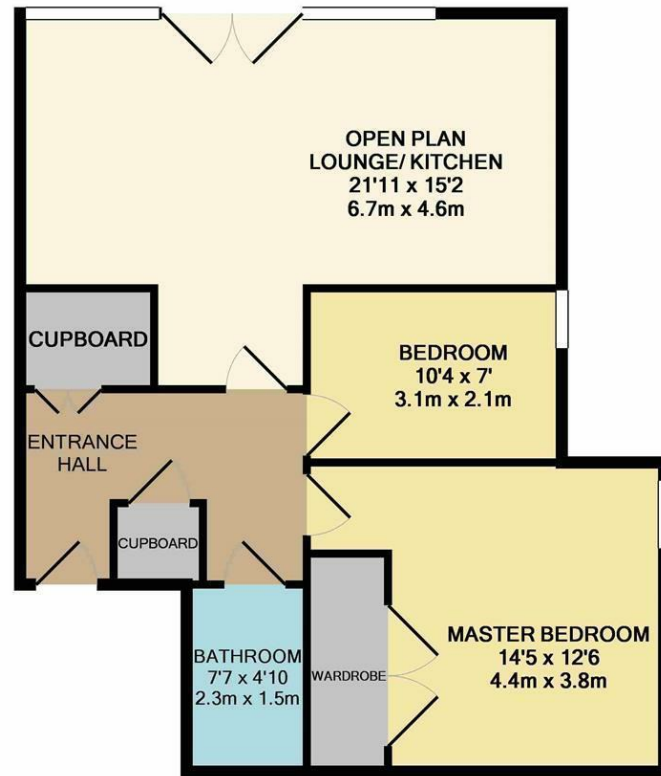 OPEN PLAN
LOUNGE/ KITCHEN
21'11 x 15'2
6.7m x 4.6m
CUPBOARD
BEDROOM
10'4 x 7'
3.1m x 2.1m
ENTRANCE
HALL
CUPBOARD
BATHROOM
7'7 x 4'10
2.3m x 1.5m
WARDROBE
MASTER BEDROOM
14'5 x 12'6
4.4m x 3.8m